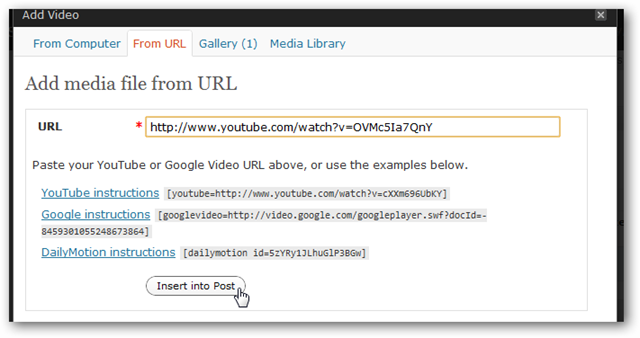 Add Video
From Computer From URL Gallery (1) Media Library
Add media file from URL
URL * http://www.youtube.com/watch?v=OVMc5Ia7QnY
Paste your YouTube or Google Video URL above, or use the examples below.
YouTube instructions [youtube=http://www.youtube.com/watch?v=cXXm696UbKY]
Google instructions [googlevideo=http://video.google.com/googleplayer.swf?docId=-
8459301055248673864]
DailyMotion instructions [dailymotion id=5zYRy1JLhuGlP3BGw]
Insert into Post